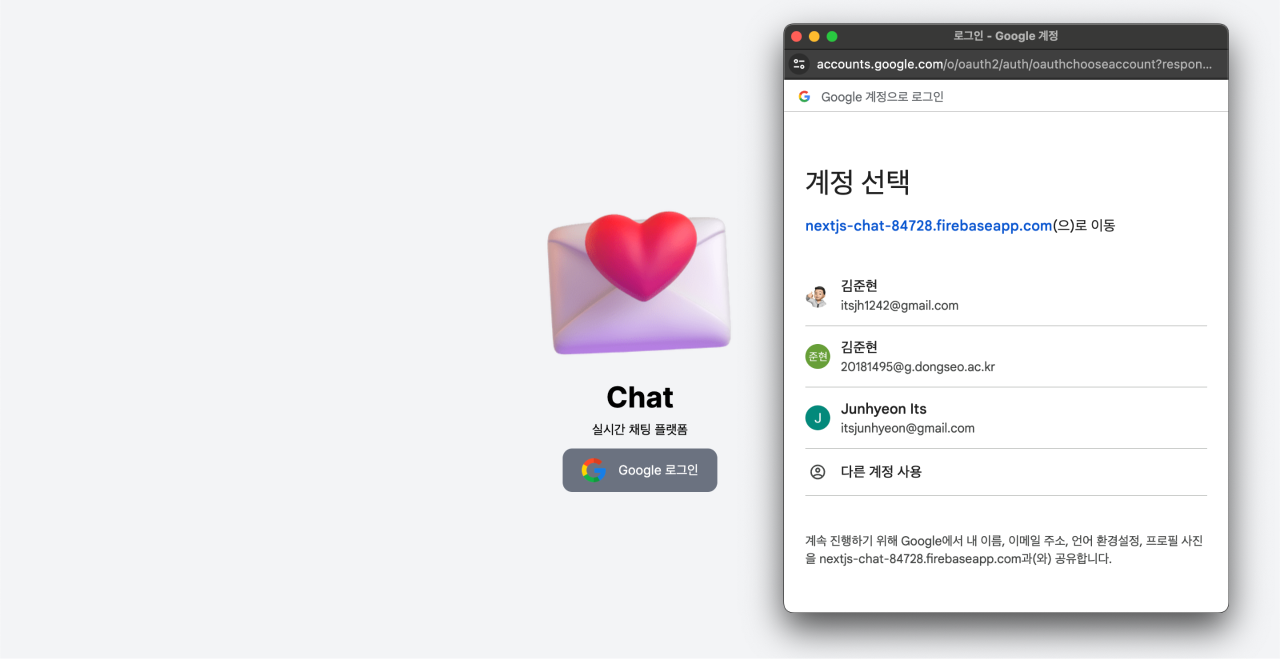 Chat
실시간 채팅 플랫폼
Google 로그인
로그인 - Google 계정
accounts.google.com/o/oauth2/auth/oauthchooseaccount?respon...
Google 계정으로 로그인
계정 선택
nextjs-chat-84728.firebaseapp.com(으)로 이동
김준현
itsjh1242@gmail.com
준현
김준현
20181495@g.dongseo.ac.kr
J
Junhyeon Its
itsjunhyeon@gmail.com
다른 계정 사용
계속 진행하기 위해 Google에서 내 이름, 이메일 주소, 언어 환경설정, 프로필 사진
을 nextjs-chat-84728.firebaseapp.com과(와) 공유합니다.